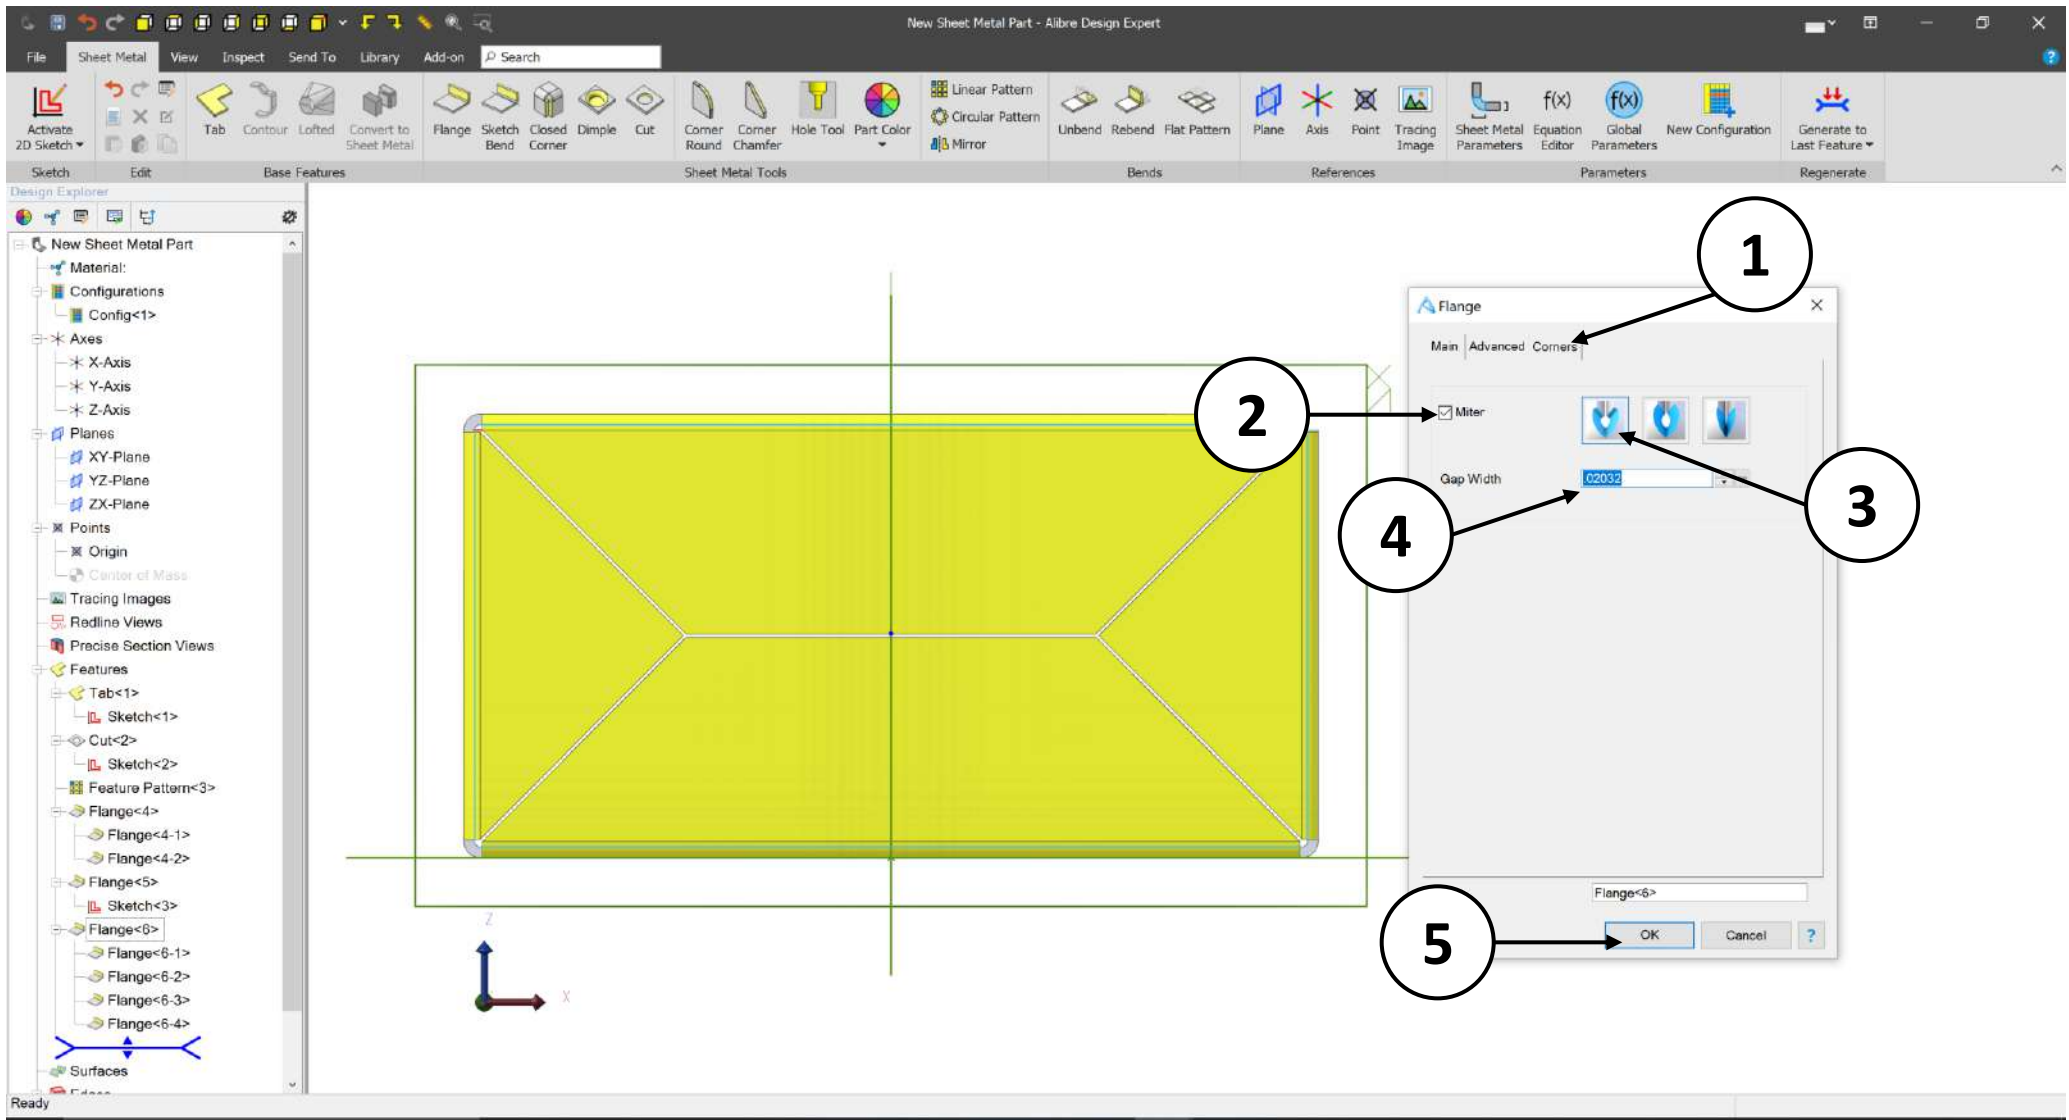 New Sheet Metal Part - Alibre Design Expert
File Sheet Metal View Inspect Send To Library Add-on Search
Activate 2D Sketch
Tab Contour Lofted Convert to Sheet Metal
Flange Sketch Bend Closed Corner Dimple Cut
Corner Round Corner Chamfer Hole Tool Part Color
Linear Pattern
Circular Pattern
Mirror
Unbend Rebend Flat Pattern
Plane Axis Point Tracing Image
Sheet Metal Parameters f(x) Equation Editor f(x) Global Parameters New Configuration
Generate to Last Feature
Sketch Edit Base Features Sheet Metal Tools Bends References Parameters Regenerate
Design Explorer
New Sheet Metal Part
Material:
Configurations
Config<1>
Axes
X-Axis
Y-Axis
Z-Axis
Planes
XY-Plane
YZ-Plane
ZX-Plane
Points
Origin
Center of Mass
Tracing Images
Redline Views
Precise Section Views
Features
Tab<1>
Sketch<1>
Cut<2>
Sketch<2>
Feature Pattern<3>
Flange<4>
Flange<4-1>
Flange<4-2>
Flange<5>
Sketch<3>
Flange<6>
Flange<6-1>
Flange<6-2>
Flange<6-3>
Flange<6-4>
Surfaces
Ready
Z
X
1
Flange
Main Advanced Corners
2
Miter
3
Gap Width .02032
4
Flange<6>
5
OK Cancel ?